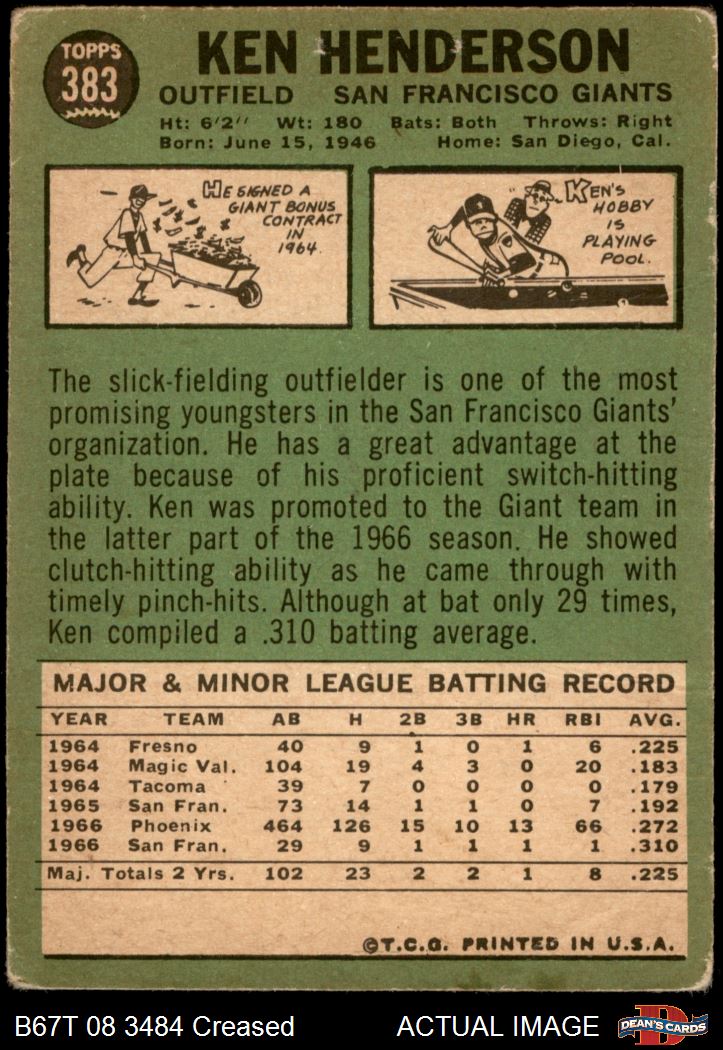 TOPPS
383
KEN HENDERSON
OUTFIELD SAN FRANCISCO GIANTS
Ht: 6'2" Wt: 180 Bats: Both Throws: Right
Born: June 15, 1946 Home: San Diego, Cal.
HE SIGNED A
GIANT BONUS
CONTRACT
IN
1964.
KEN'S
HOBBY
IS
PLAYING
POOL.
The slick-fielding outfielder is one of the most
promising youngsters in the San Francisco Giants'
organization. He has a great advantage at the
plate because of his proficient switch-hitting
ability. Ken was promoted to the Giant team in
the latter part of the 1966 season. He showed
clutch-hitting ability as he came through with
timely pinch-hits. Although at bat only 29 times,
Ken compiled a .310 batting average.
MAJOR & MINOR LEAGUE BATTING RECORD
YEAR TEAM AB H 2B 3B HR RBI AVG.
1964 Fresno 40 9 1 0 1 6 .225
1964 Magic Val. 104 19 4 3 0 20 .183
1964 Tacoma 39 7 0 0 0 0 .179
1965 San Fran. 73 14 1 1 0 7 .192
1966 Phoenix 464 126 15 10 13 66 .272
1966 San Fran. 29 9 1 1 1 1 .310
Maj. Totals 2 Yrs. 102 23 2 2 1 8 .225
©T.C.G. PRINTED IN U.S.A.
B67T 08 3484 Creased ACTUAL IMAGE
D
DEAN'S CARDS